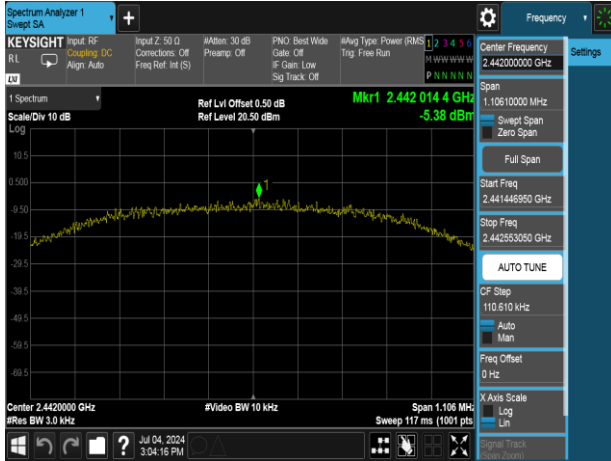 Spectrum Analyzer 1
Swept SA
+
Frequency
KEYSIGHT
RL
LXI
Input: RF
Coupling: DC
Align: Auto
Input Z: 50 Ω
Corrections: Off
Freq Ref: Int (S)
#Atten: 30 dB
Preamp: Off
PNO: Best Wide
Gate: Off
IF Gain: Low
Sig Track: Off
#Avg Type: Power (RMS
Trig: Free Run
1 2 3 4 5 6
M W W W W W
P N N N N N
1 Spectrum
Scale/Div 10 dB
Ref Lvl Offset 0.50 dB
Ref Level 20.50 dBm
Mkr1 2.442 014 4 GHz
-5.38 dBm
Log
10.5
0.500
-9.50
-19.5
-29.5
-39.5
-49.5
-59.5
-69.5
1
Center 2.4420000 GHz
#Res BW 3.0 kHz
#Video BW 10 kHz
Span 1.106 MHz
Sweep 117 ms (1001 pts
Jul 04, 2024
3:04:16 PM
?
Center Frequency
2.442000000 GHz
Span
1.10610000 MHz
Swept Span
Zero Span
Full Span
Start Freq
2.441446950 GHz
Stop Freq
2.442553050 GHz
AUTO TUNE
CF Step
110.610 kHz
Auto
Man
Freq Offset
0 Hz
X Axis Scale
Log
Lin
Signal Track
(Span Zoom)
Settings